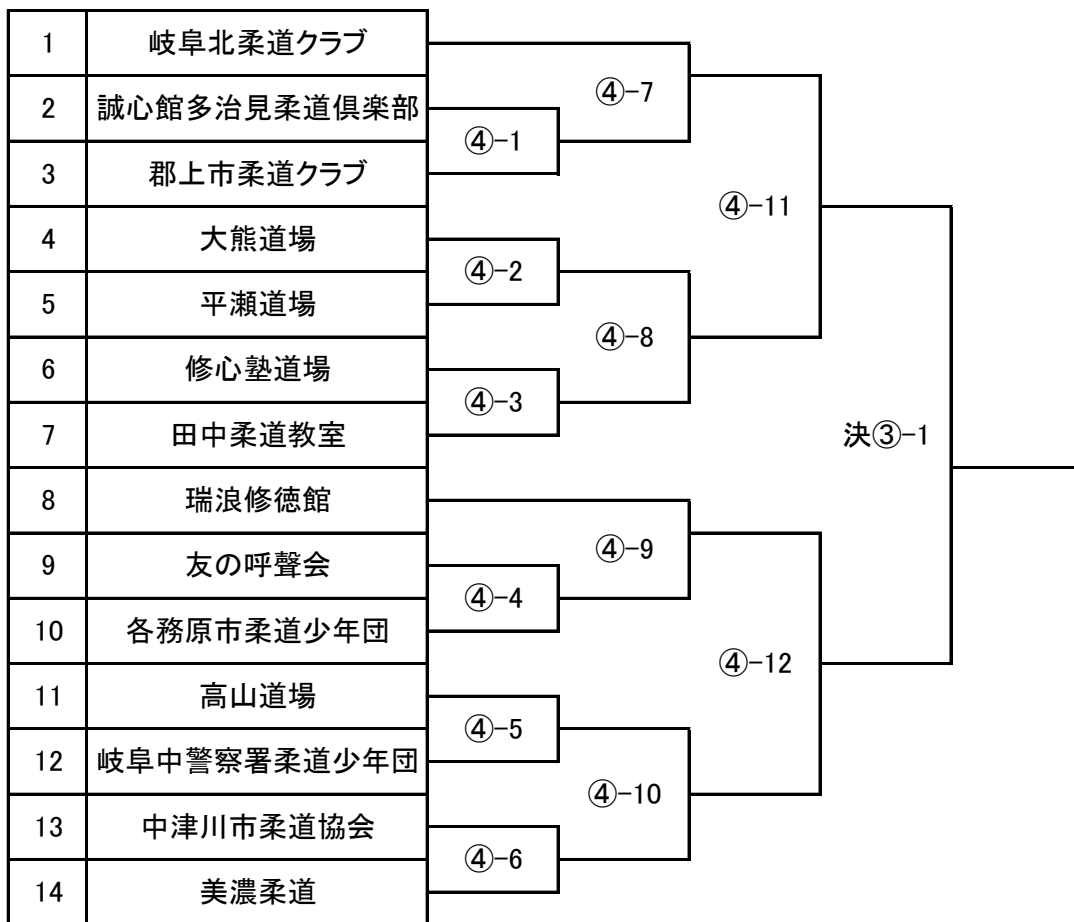 1 岐阜北柔道クラブ
④-7
2 誠心館多治見柔道倶楽部
④-1
3 郡上市柔道クラブ
④-11
4 大熊道場
④-2
5 平瀬道場
④-8
6 修心塾道場
④-3
7 田中柔道教室
決③-1
8 瑞浪修徳館
④-9
9 友の呼聲会
④-4
10 各務原市柔道少年団
④-12
11 高山道場
④-5
12 岐阜中警察署柔道少年団
④-10
13 中津川市柔道協会
④-6
14 美濃柔道